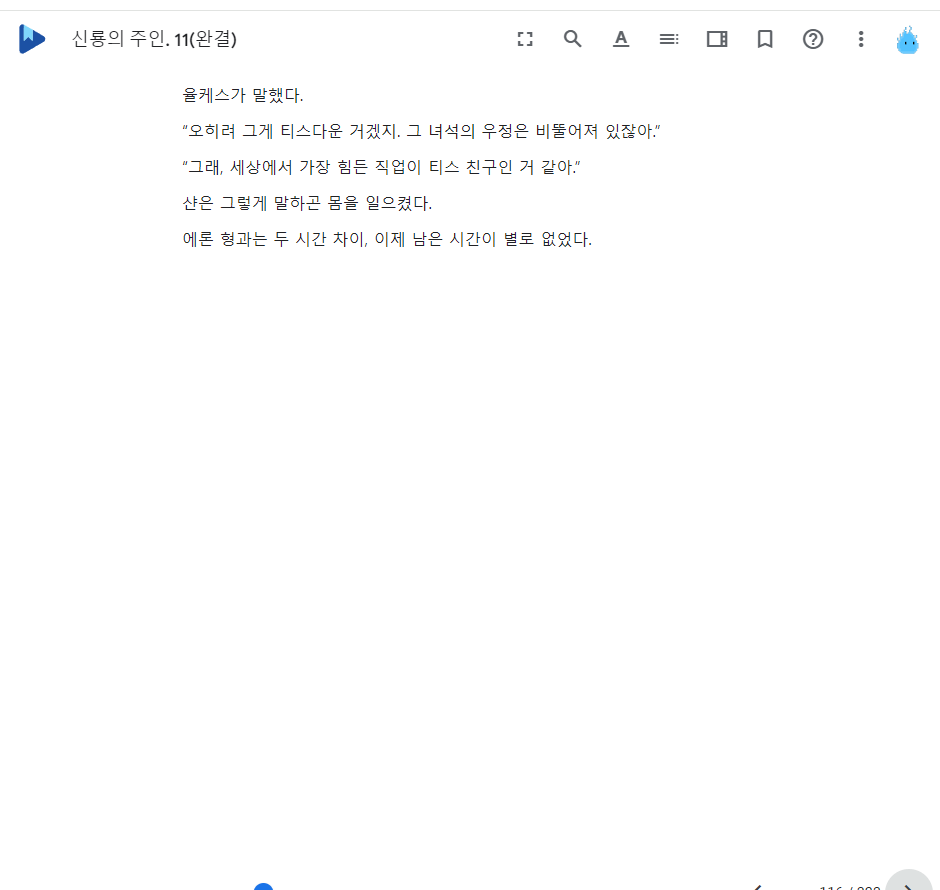 신룡의 주인. 11(완결)
율케스가 말했다.
“오히려 그게 티스다운 거겠지. 그 녀석의 우정은 비뚤어져 있잖아.”
“그래, 세상에서 가장 힘든 직업이 티스 친구인 거 같아.”
샨은 그렇게 말하곤 몸을 일으켰다.
에론 형과는 두 시간 차이, 이제 남은 시간이 별로 없었다.